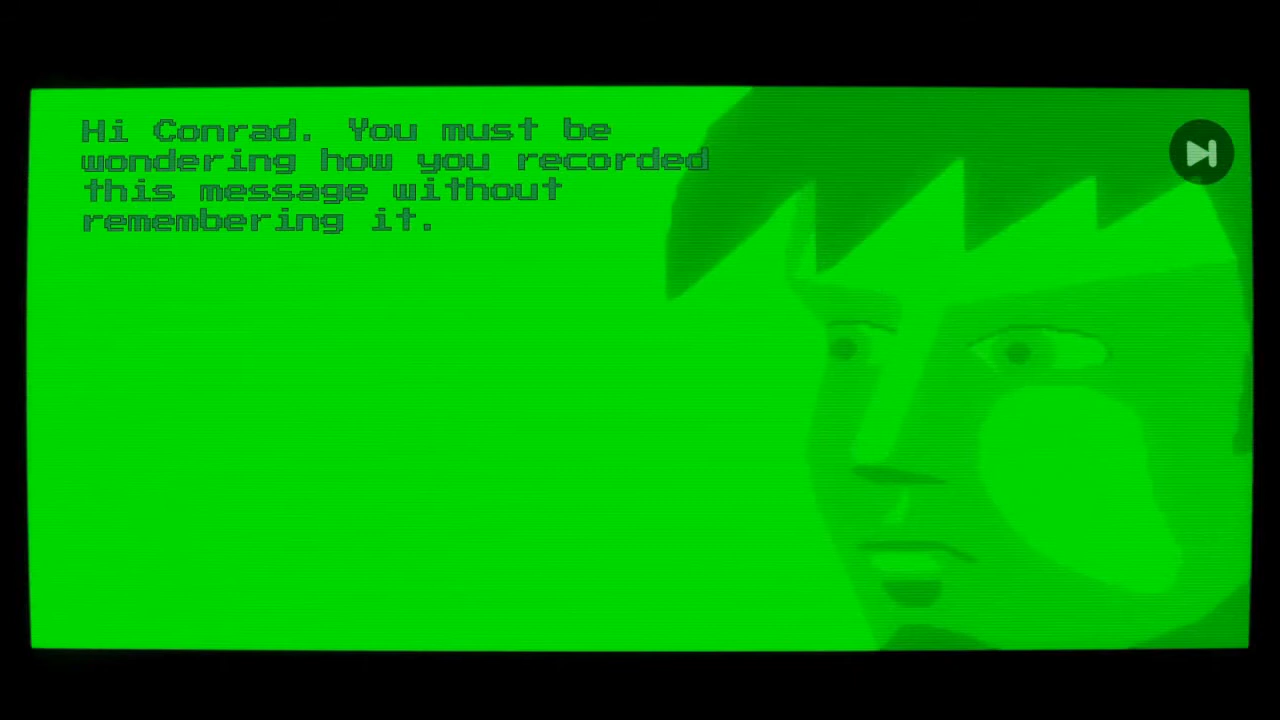 Hi Conrad. You must be
wondering how you recorded
this message without
remembering it.